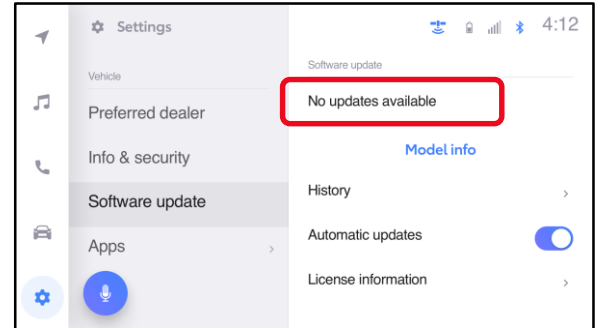 Settings
4:12
Vehicle
Preferred dealer
Info & security
Software update
Apps
Software update
No updates available
Model info
History
Automatic updates
License information